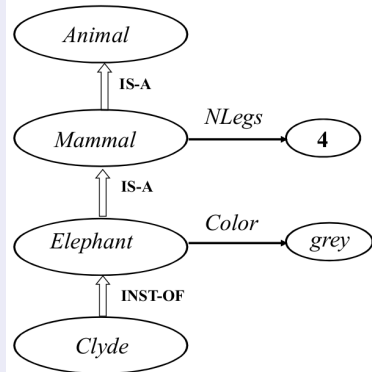 Animal
IS-A
NLegs
Mammal
4
IS-A
Color
Elephant
grey
INST-OF
Clyde